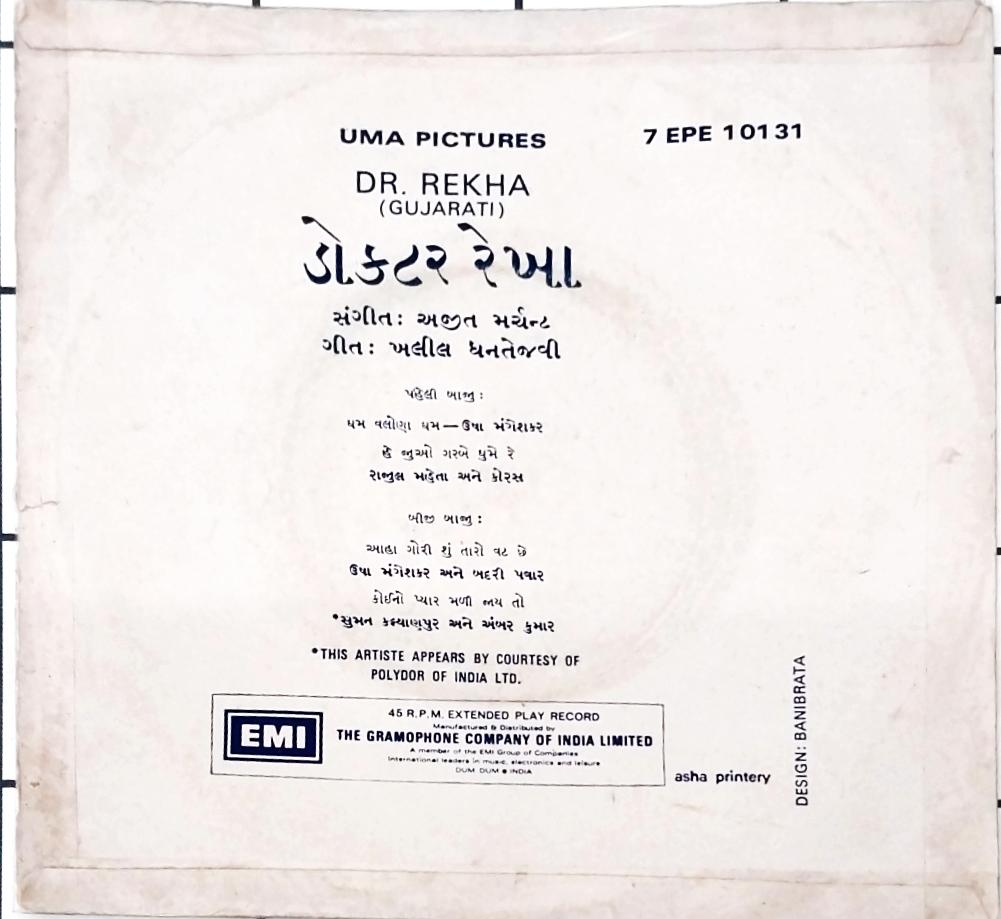 UMA PICTURES
7 EPE 10131
DR. REKHA
(GUJARATI)
ડોકટર રેખા
સંગીત: અજીત મર્ચન્ટ
ગીત: ખલીલ ધનતેજવી
પહેલી બાજુ:
ધમ વલોણા ધમ—ઉષા મંગેશકર
હે જુઓ ગરબે ઘુમે રે
રાજુલ મહેતા અને કોરસ
બીજી બાજુ:
આહા ગોરી શું તારો વટ છે
ઉષા મંગેશકર અને બદરી પવાર
કોઈનો પ્યાર મળી જાય તો
*સુમન કલ્યાણપુર અને અંબર કુમાર
*THIS ARTISTE APPEARS BY COURTESY OF
POLYDOR OF INDIA LTD.
EMI
45 R.P.M. EXTENDED PLAY RECORD
Manufactured & Distributed by
THE GRAMOPHONE COMPANY OF INDIA LIMITED
A member of the EMI Group of Companies
International leaders in music, electronics and leisure
DUM DUM ● INDIA
asha printery
DESIGN: BANIBRATA